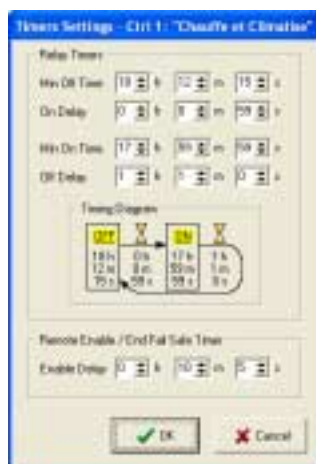 Timers Settings - Ctrl 1: "Chauffe et Climatise"
Relay Timers
Min Off Time 18 h 12 m 15 s
On Delay 0 h 0 m 59 s
Min On Time 17 h 59 m 59 s
Off Delay 1 h 1 m 0 s
Timing Diagram
OFF ON
18 h 0 h 17 h 1 h
12 m 0 m 59 m 1 m
15 s 59 s 59 s 0 s
Remote Enable / End Fail Safe Timer
Enable Delay 0 h 10 m 5 s
OK Cancel